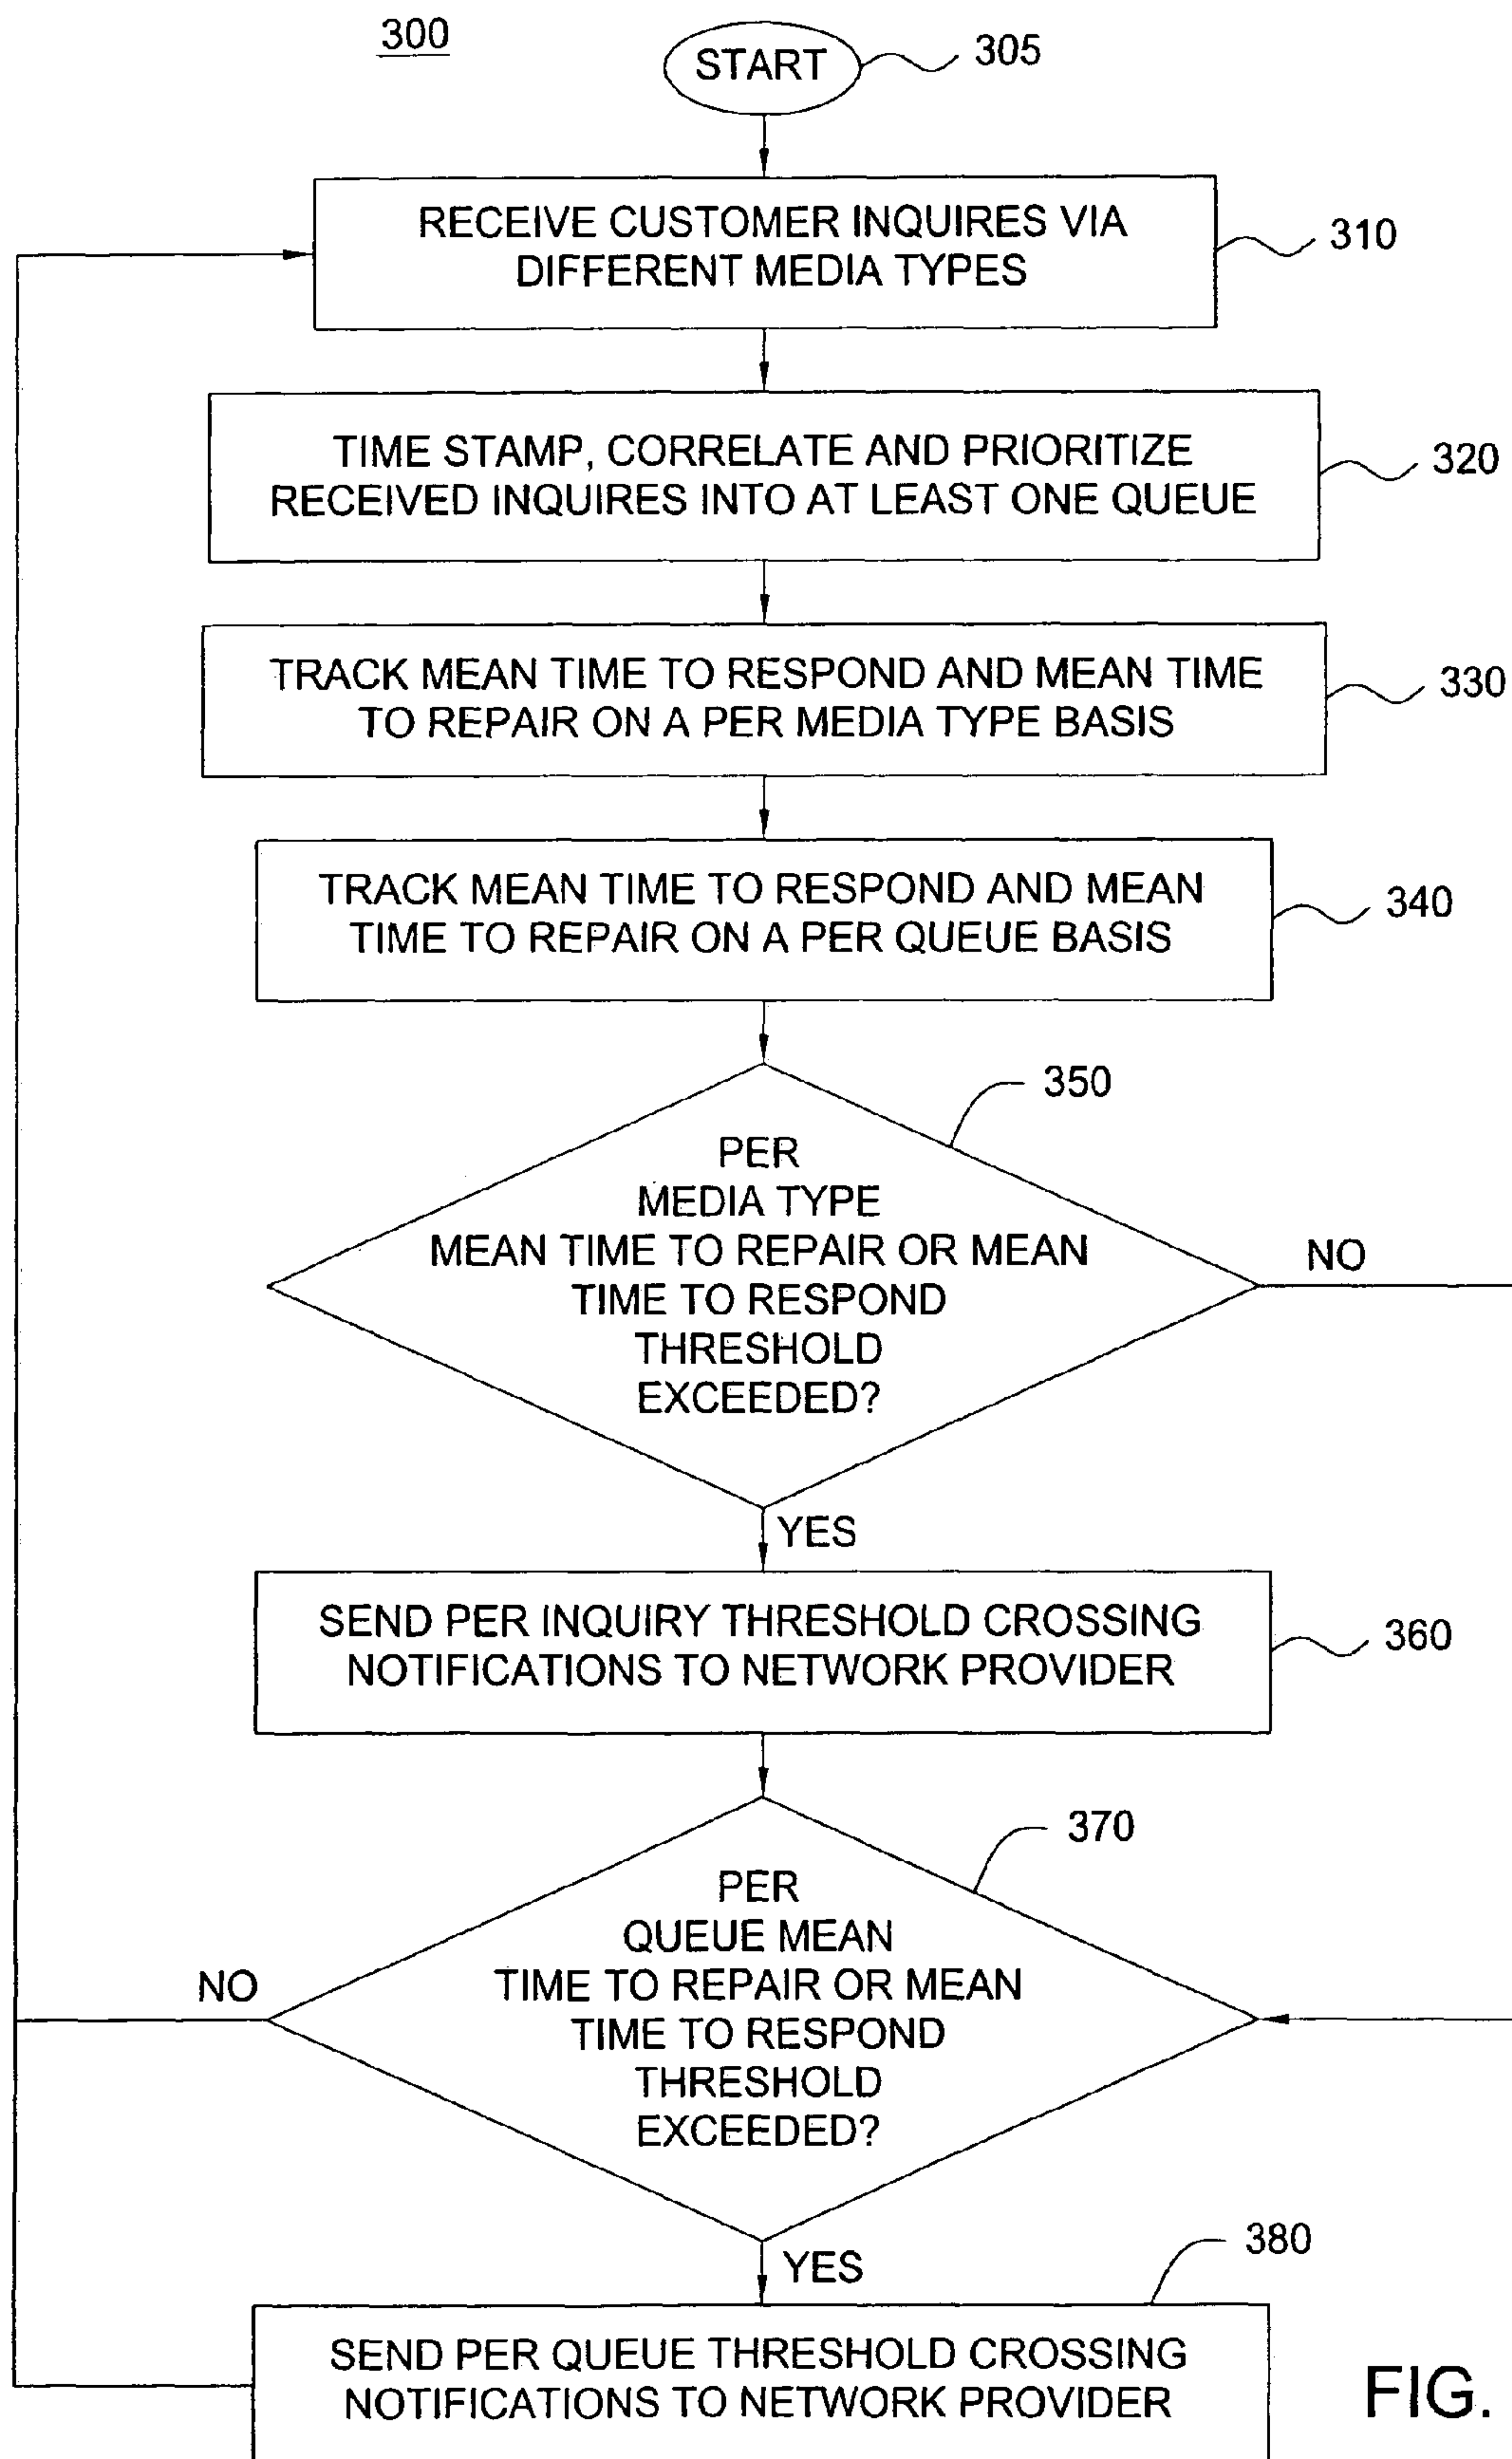 300
START
305
RECEIVE CUSTOMER INQUIRES VIA
DIFFERENT MEDIA TYPES
310
TIME STAMP, CORRELATE AND PRIORITIZE
RECEIVED INQUIRES INTO AT LEAST ONE QUEUE
320
TRACK MEAN TIME TO RESPOND AND MEAN TIME
TO REPAIR ON A PER MEDIA TYPE BASIS
330
TRACK MEAN TIME TO RESPOND AND MEAN
TIME TO REPAIR ON A PER QUEUE BASIS
340
350
PER
MEDIA TYPE
MEAN TIME TO REPAIR OR MEAN
TIME TO RESPOND
THRESHOLD
EXCEEDED?
NO
YES
SEND PER INQUIRY THRESHOLD CROSSING
NOTIFICATIONS TO NETWORK PROVIDER
360
370
PER
QUEUE MEAN
TIME TO REPAIR OR MEAN
TIME TO RESPOND
THRESHOLD
EXCEEDED?
NO
YES
380
SEND PER QUEUE THRESHOLD CROSSING
NOTIFICATIONS TO NETWORK PROVIDER
FIG.